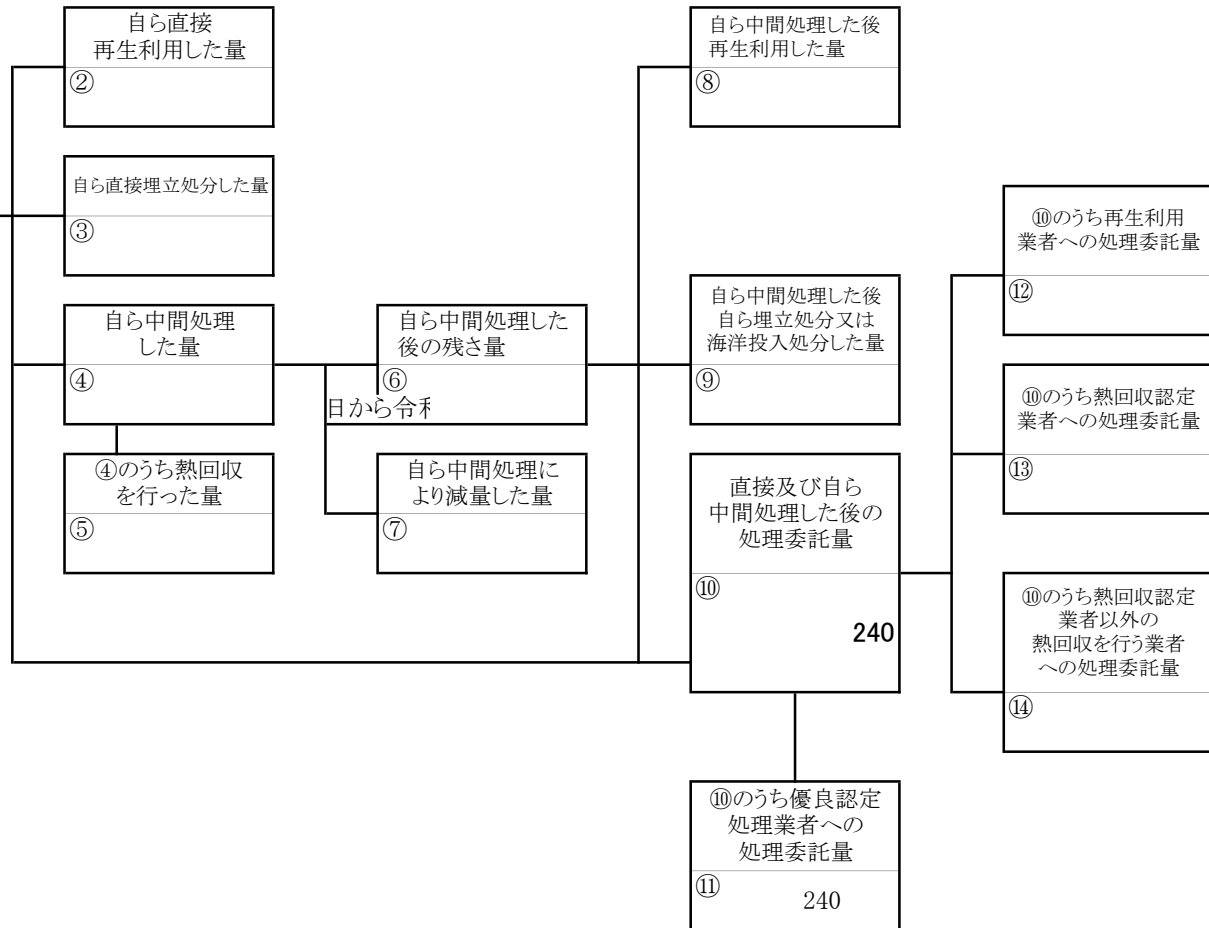 自ら直接
再生利用した量
②
自ら直接埋立処分した量
③
自ら中間処理
した量
④
④のうち熱回収
を行った量
⑤
自ら中間処理した
後の残さ量
⑥
日から令和
自ら中間処理に
より減量した量
⑦
自ら中間処理した後
再生利用した量
⑧
自ら中間処理した後
自ら埋立処分又は
海洋投入処分した量
⑨
直接及び自ら
中間処理した後の
処理委託量
⑩
240
⑩のうち優良認定
処理業者への
処理委託量
⑪
240
⑩のうち再生利用
業者への処理委託量
⑫
⑩のうち熱回収認定
業者への処理委託量
⑬
⑩のうち熱回収認定
業者以外の
熱回収を行う業者
への処理委託量
⑭